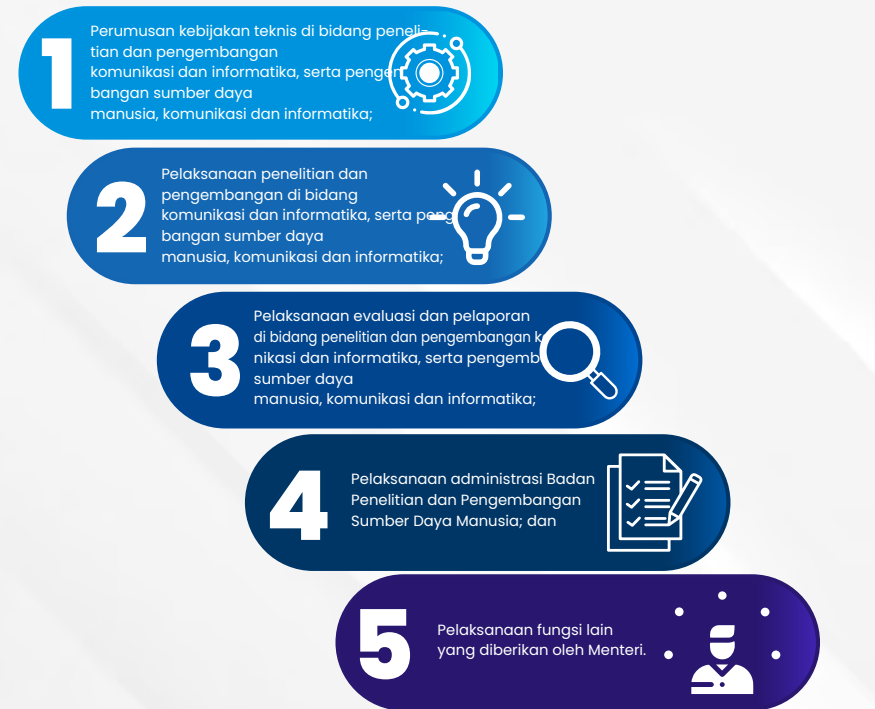 1
Perumusan kebijakan teknis di bidang peneli-
tian dan pengembangan
komunikasi dan informatika, serta
bangan sumber daya
manusia, komunikasi dan informatika;
2
Pelaksanaan penelitian dan
pengembangan di bidang
komunikasi dan informatika, serta
bangan sumber daya
manusia, komunikasi dan informatika;
3
Pelaksanaan evaluasi dan pelaporan
di bidang penelitian dan pengembangan
nikasi dan informatika, serta
sumber daya
manusia, komunikasi dan informatika;
4
Pelaksanaan administrasi Badan
Penelitian dan Pengembangan
Sumber Daya Manusia; dan
5
Pelaksanaan fungsi lain
yang diberikan oleh Menteri.